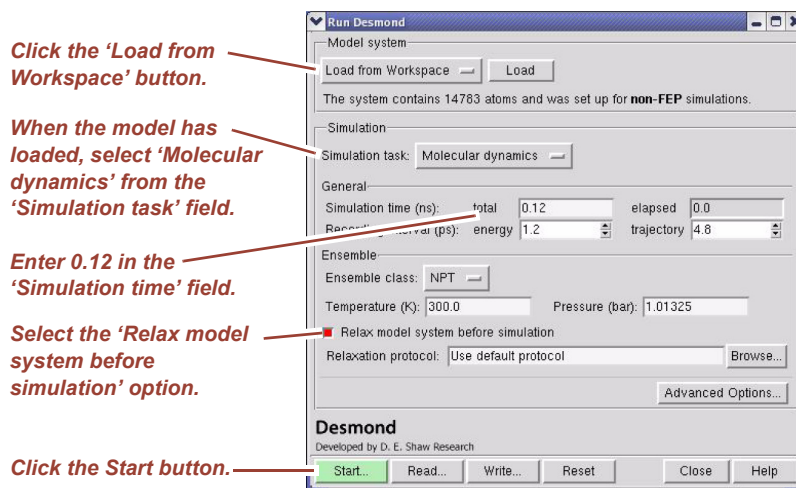 Run Desmond
Click the ‘Load from
Workspace’ button.
Model system
Load from Workspace Load
The system contains 14783 atoms and was set up for non-FEP simulations.
When the model has
loaded, select ‘Molecular
dynamics’ from the
‘Simulation task’ field.
Simulation
Simulation task: Molecular dynamics
General
Simulation time (ns): total 0.12 elapsed 0.0
interval (ps): energy 1.2 trajectory 4.8
Enter 0.12 in the
‘Simulation time’ field.
Ensemble
Ensemble class: NPT
Temperature (K): 300.0 Pressure (bar): 1.01325
Select the ‘Relax model
system before
simulation’ option.
Relax model system before simulation
Relaxation protocol: Use default protocol Browse...
Advanced Options...
Desmond
Developed by D. E. Shaw Research
Click the Start button.
Start... Read... Write... Reset Close Help